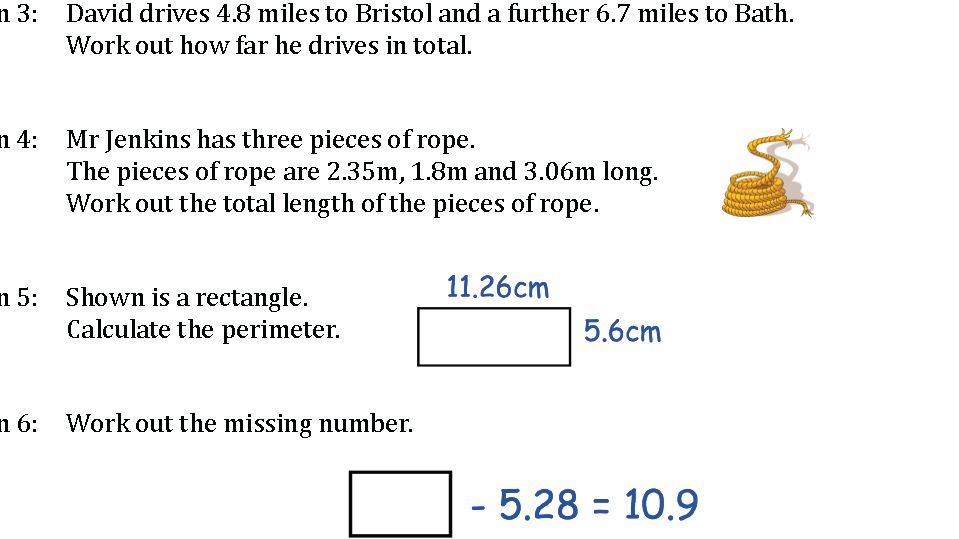 n 3: David drives 4.8 miles to Bristol and a further 6.7 miles to Bath.
Work out how far he drives in total.
n 4: Mr Jenkins has three pieces of rope.
The pieces of rope are 2.35m, 1.8m and 3.06m long.
Work out the total length of the pieces of rope.
11.26cm
n 5: Shown is a rectangle.
Calculate the perimeter.
5.6cm
n 6: Work out the missing number.
- 5.28 = 10.9